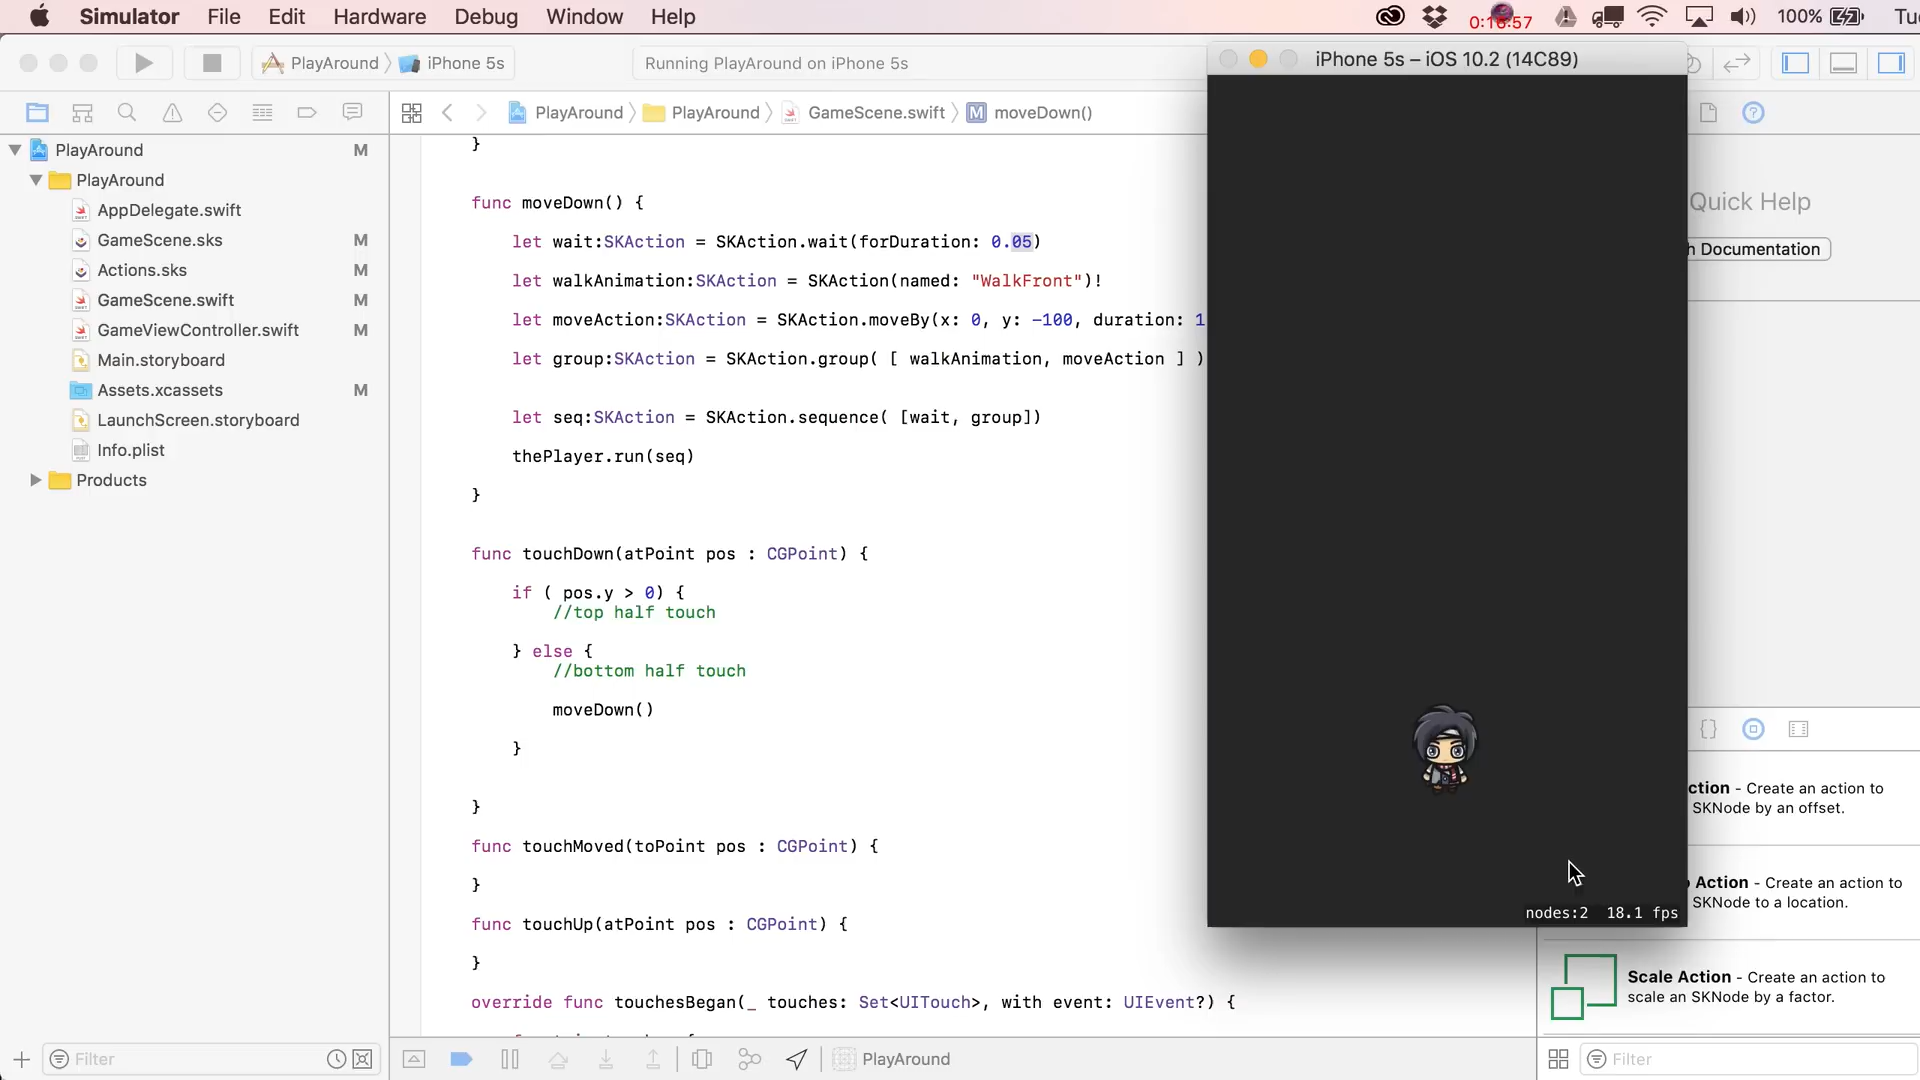 Simulator File Edit Hardware Debug Window Help
0:16:57
100%
PlayAround iPhone 5s
Running PlayAround on iPhone 5s
iPhone 5s – iOS 10.2 (14C89)
PlayAround PlayAround GameScene.swift M moveDown()
PlayAround M
PlayAround
AppDelegate.swift
GameScene.sks M
Actions.sks M
GameScene.swift M
GameViewController.swift M
Main.storyboard
Assets.xcassets M
LaunchScreen.storyboard
Info.plist
Products
}
func moveDown() {
let wait:SKAction = SKAction.wait(forDuration: 0.05)
let walkAnimation:SKAction = SKAction(named: "WalkFront")!
let moveAction:SKAction = SKAction.moveBy(x: 0, y: -100, duration: 1
let group:SKAction = SKAction.group( [ walkAnimation, moveAction ] )
let seq:SKAction = SKAction.sequence( [wait, group])
thePlayer.run(seq)
}
func touchDown(atPoint pos : CGPoint) {
if ( pos.y > 0) {
//top half touch
} else {
//bottom half touch
moveDown()
}
}
func touchMoved(toPoint pos : CGPoint) {
}
func touchUp(atPoint pos : CGPoint) {
}
override func touchesBegan(_ touches: Set<UITouch>, with event: UIEvent?) {
nodes:2 18.1 fps
Quick Help
Documentation
- Create an action to
SKNode by an offset.
Action - Create an action to
SKNode to a location.
Scale Action - Create an action to
scale an SKNode by a factor.
Filter
PlayAround
Filter